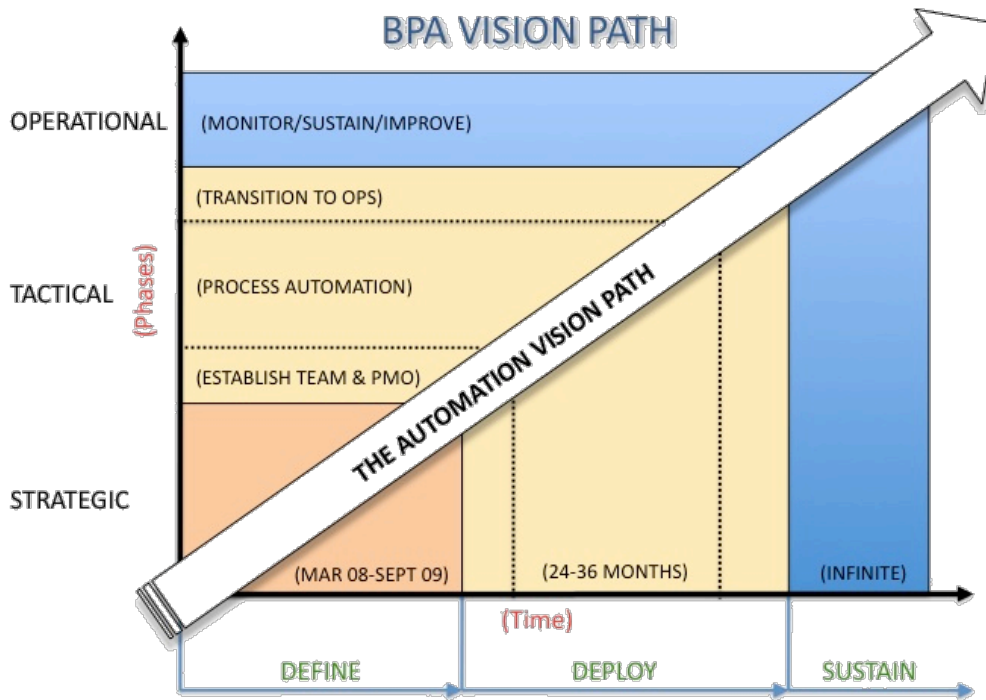 BPA VISION PATH
OPERATIONAL
(MONITOR/SUSTAIN/IMPROVE)
(TRANSITION TO OPS)
TACTICAL
(Phases)
(PROCESS AUTOMATION)
(ESTABLISH TEAM & PMO)
THE AUTOMATION VISION PATH
STRATEGIC
(MAR 08-SEPT 09)
(24-36 MONTHS)
(INFINITE)
(Time)
DEFINE
DEPLOY
SUSTAIN